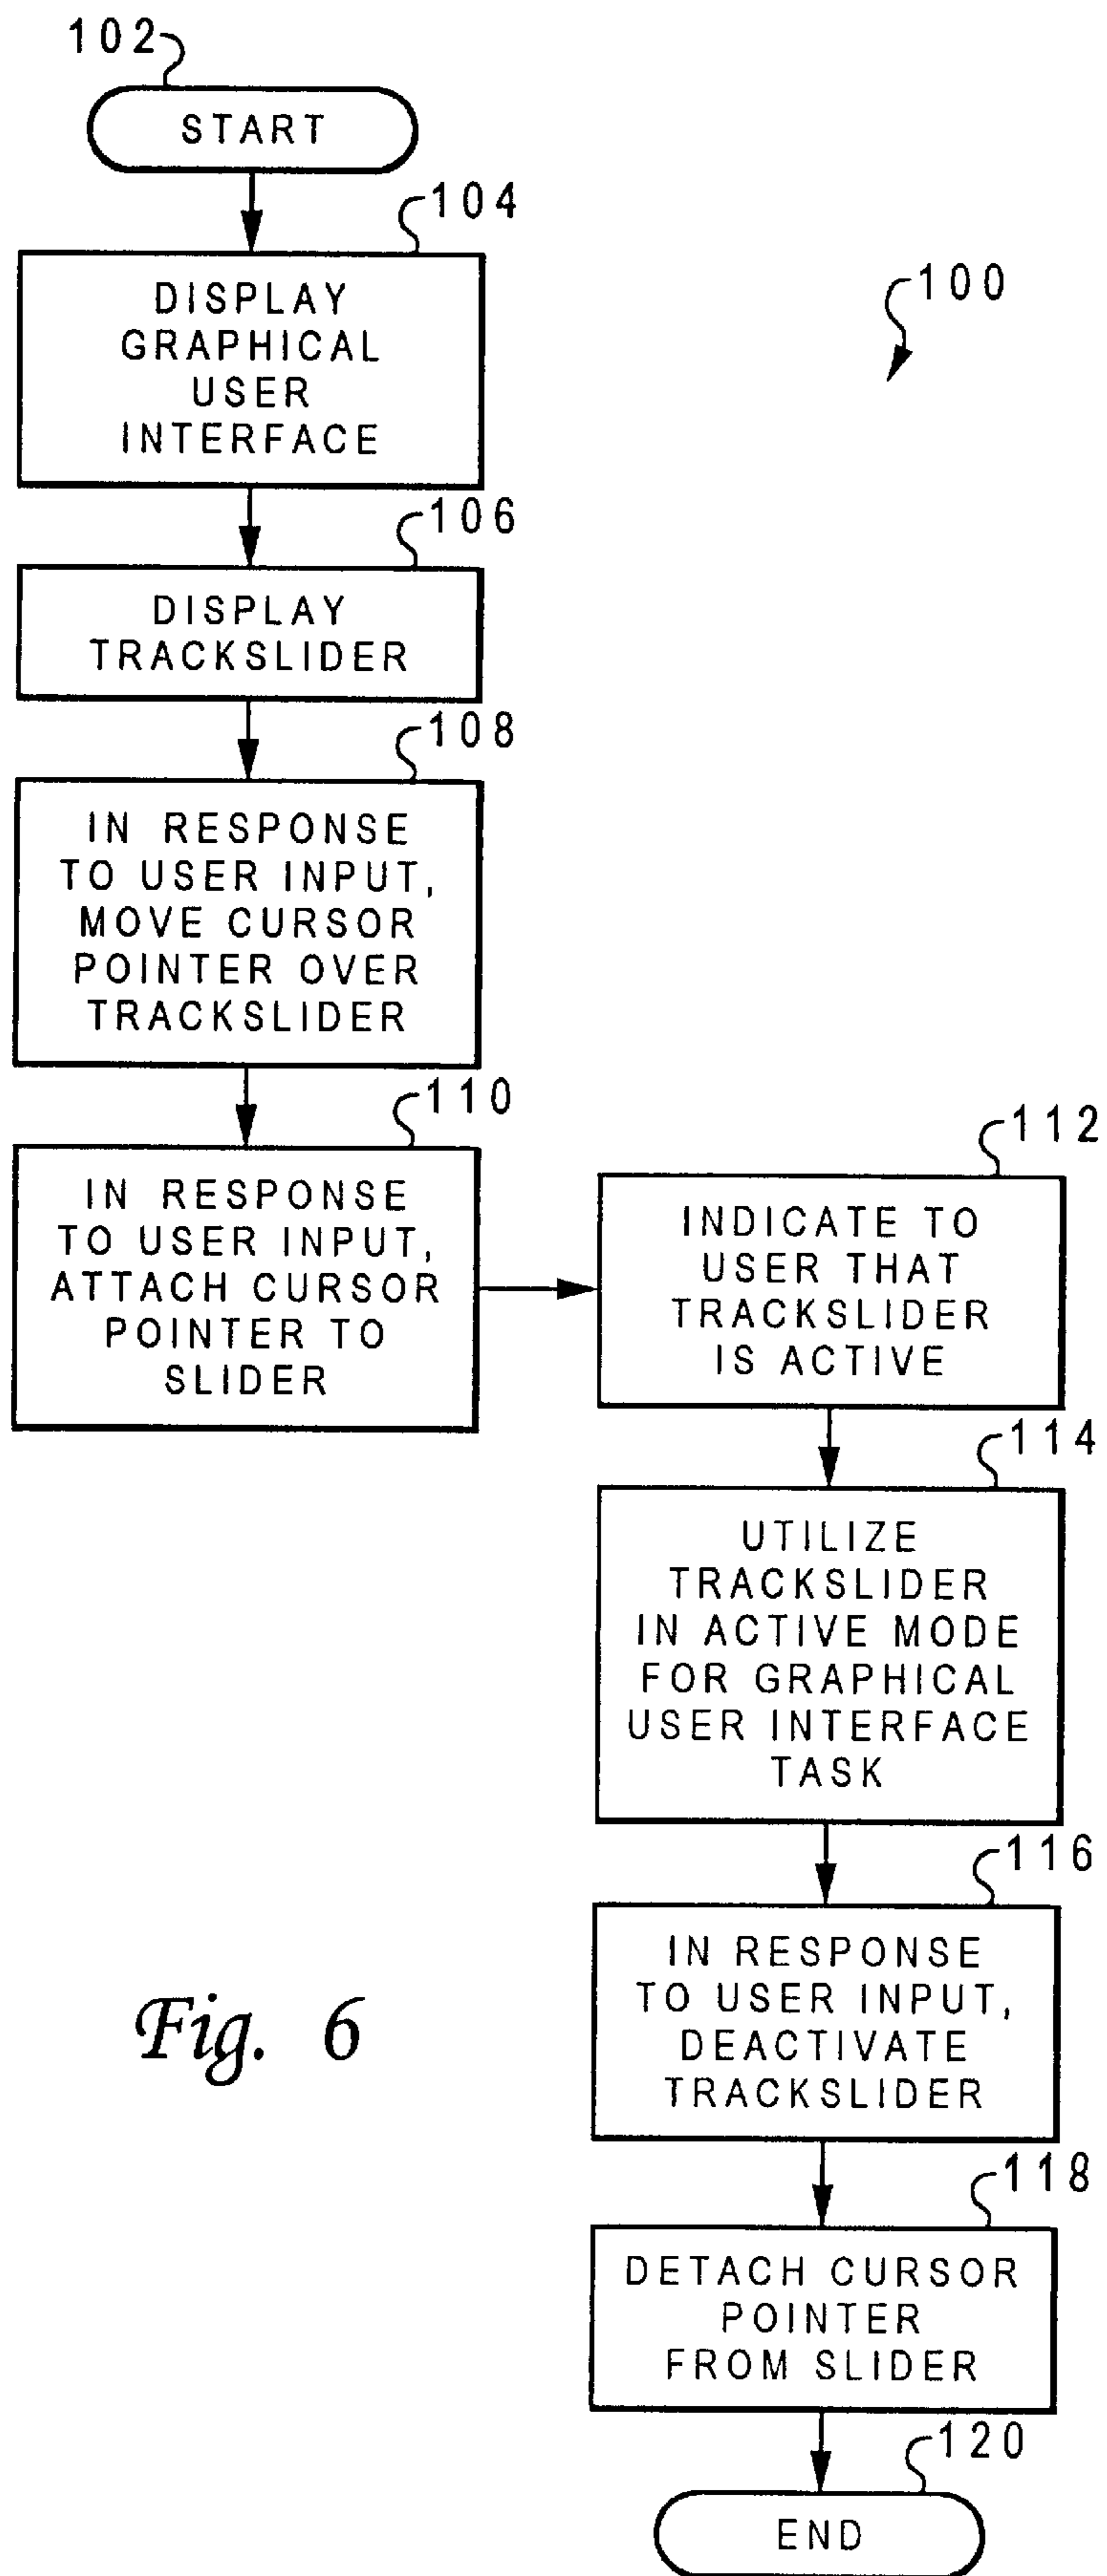 102
START
104
DISPLAY
GRAPHICAL
USER
INTERFACE
100
106
DISPLAY
TRACKSLIDER
108
IN RESPONSE
TO USER INPUT,
MOVE CURSOR
POINTER OVER
TRACKSLIDER
110
IN RESPONSE
TO USER INPUT,
ATTACH CURSOR
POINTER TO
SLIDER
112
INDICATE TO
USER THAT
TRACKSLIDER
IS ACTIVE
114
UTILIZE
TRACKSLIDER
IN ACTIVE MODE
FOR GRAPHICAL
USER INTERFACE
TASK
116
IN RESPONSE
TO USER INPUT,
DEACTIVATE
TRACKSLIDER
118
DETACH CURSOR
POINTER
FROM SLIDER
120
END
Fig. 6